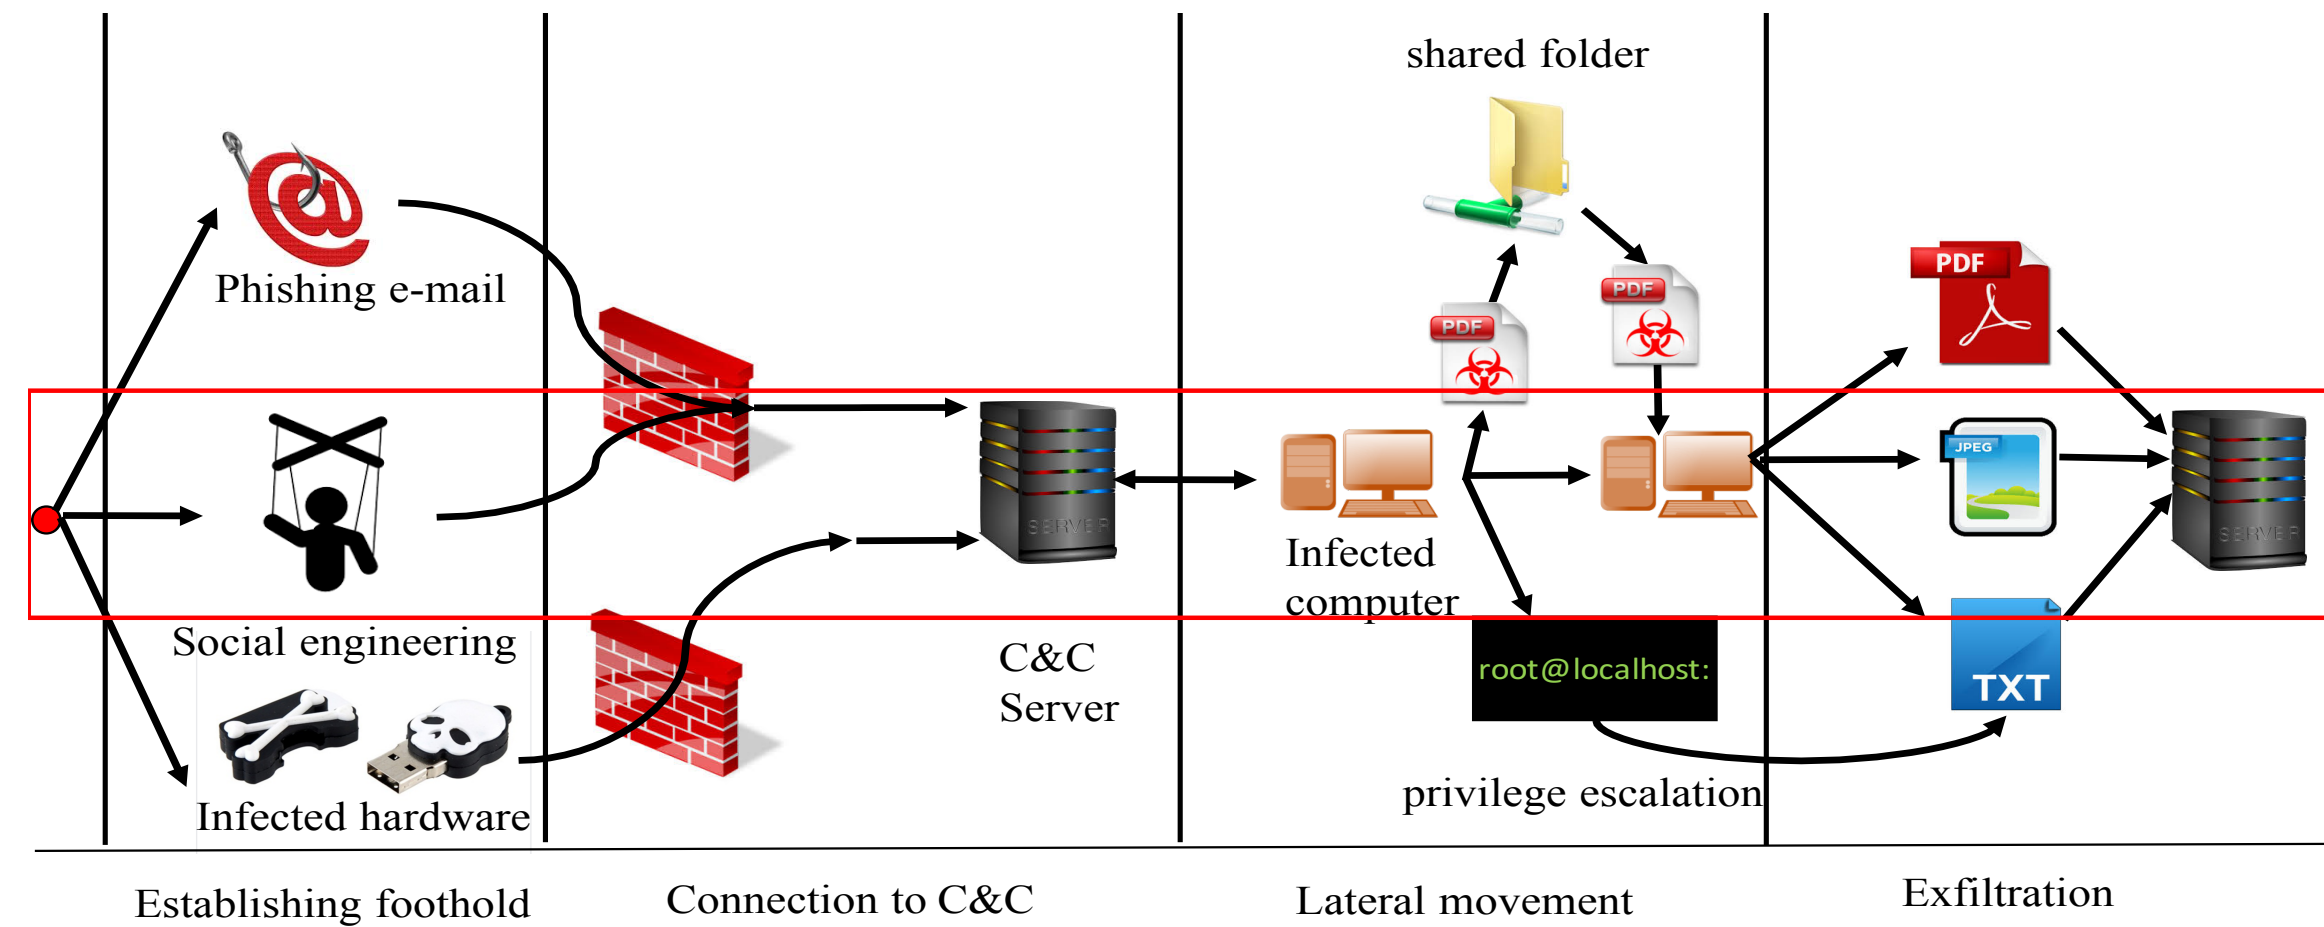 shared folder
Phishing e-mail
PDF
PDF
PDF
JPEG
SERVER
SERVER
Infected
computer
Social engineering
C&C
Server
root@localhost:
TXT
privilege escalation
Infected hardware
Establishing foothold
Connection to C&C
Lateral movement
Exfiltration